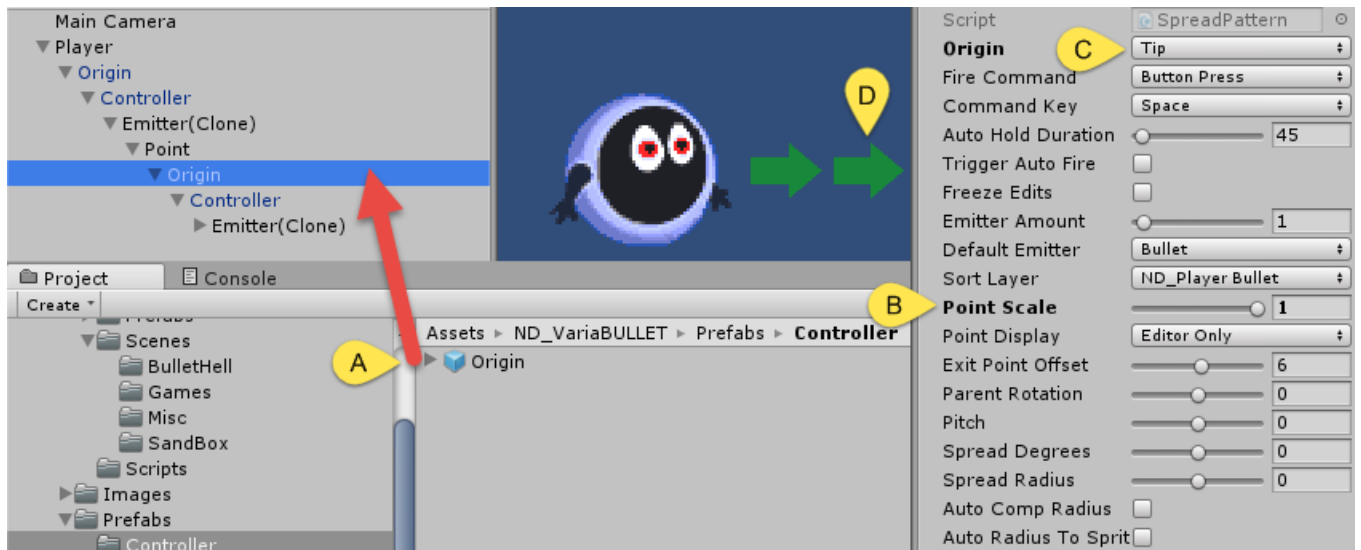 Main Camera
Player
Origin
Controller
Emitter(Clone)
Point
Origin
Controller
Emitter(Clone)
D
Project
Console
Create
Prefabs
Scenes
BulletHell
Games
Misc
SandBox
Scripts
Images
Prefabs
Controller
Assets ▸ ND_VariaBULLET ▸ Prefabs ▸ Controller
A
Origin
Script SpreadPattern
Origin C Tip
Fire Command Button Press
Command Key Space
Auto Hold Duration 45
Trigger Auto Fire
Freeze Edits
Emitter Amount 1
Default Emitter Bullet
Sort Layer ND_Player Bullet
B Point Scale 1
Point Display Editor Only
Exit Point Offset 6
Parent Rotation 0
Pitch 0
Spread Degrees 0
Spread Radius 0
Auto Comp Radius
Auto Radius To Sprit